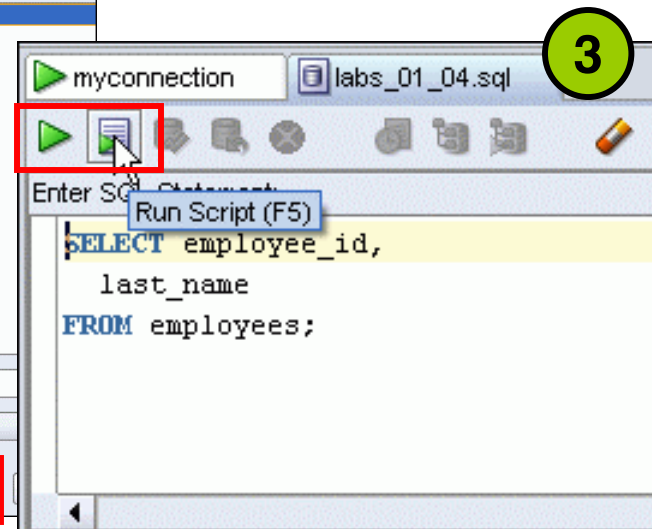 3
myconnection labs_01_04.sql
Enter SQL Statement:
Run Script (F5)
SELECT employee_id,
last_name
FROM employees;